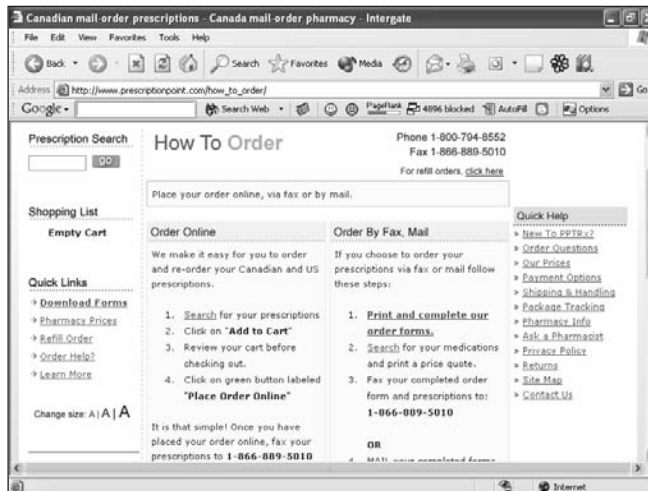 Canadian mail-order prescriptions - Canada mail-order pharmacy - Intergate
File Edit View Favorites Tools Help
Back Search Favorites Media
Address http://www.prescriptionpoint.com/how_to_order/ Go
Google Search Web PageRank 4096 blocked AutoFill Options
Prescription Search
go
Shopping List
Empty Cart
Quick Links
Download Forms
Pharmacy Prices
Refill Order
Order Help?
Learn More
Change size: A | A | A
How To Order
Phone 1-800-794-8552
Fax 1-866-889-5010
For refill orders, click here
Place your order online, via fax or by mail.
Order Online
We make it easy for you to order
and re-order your Canadian and US
prescriptions.
1. Search for your prescriptions
2. Click on "Add to Cart"
3. Review your cart before
checking out.
4. Click on green button labeled
"Place Order Online"
It is that simple! Once you have
placed your order online, fax your
prescriptions to 1-866-889-5010
Order By Fax, Mail
If you choose to order your
prescriptions via fax or mail follow
these steps:
1. Print and complete our
order forms.
2. Search for your medications
and print a price quote.
3. Fax your completed order
form and prescriptions to:
1-866-889-5010
OR
4. MAIL your completed forms
Quick Help
» New To PPTRx?
» Order Questions
» Our Prices
» Payment Options
» Shipping & Handling
» Package Tracking
» Pharmacy Info
» Ask a Pharmacist
» Privacy Policy
» Returns
» Site Map
» Contact Us
Internet